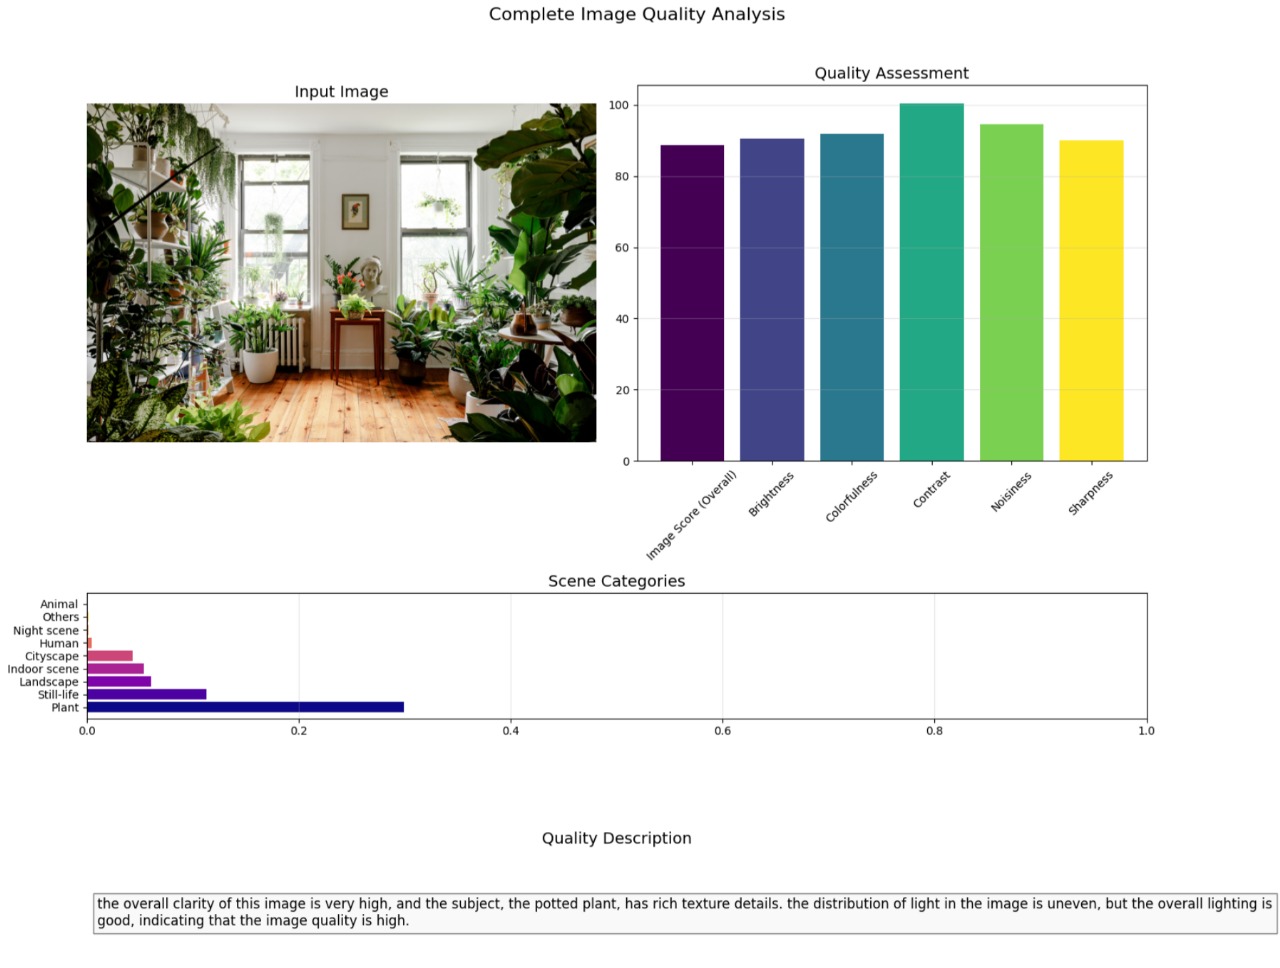 Complete Image Quality Analysis
Input Image
Quality Assessment
100
80
60
40
20
0
Image Score (Overall)
Brightness
Colorfulness
Contrast
Noisiness
Sharpness
Scene Categories
Animal
Others
Night scene
Human
Cityscape
Indoor scene
Landscape
Still-life
Plant
0.0 0.2 0.4 0.6 0.8 1.0
Quality Description
the overall clarity of this image is very high, and the subject, the potted plant, has rich texture details. the distribution of light in the image is uneven, but the overall lighting is
good, indicating that the image quality is high.